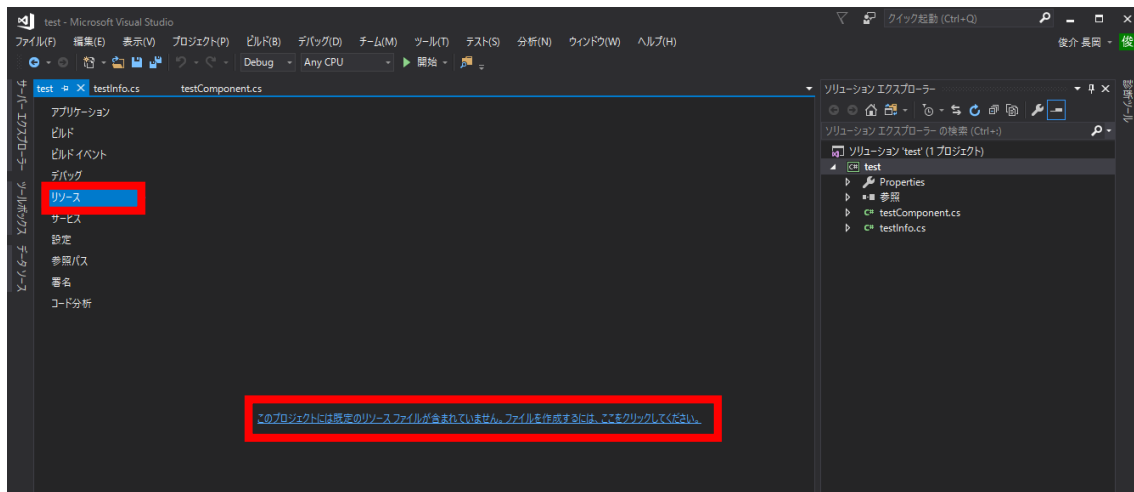 test - Microsoft Visual Studio
クイック起動 (Ctrl+Q)
ファイル(F) 編集(E) 表示(V) プロジェクト(P) ビルド(B) デバッグ(D) チーム(M) ツール(T) テスト(S) 分析(N) ウィンドウ(W) ヘルプ(H)
俊介 長岡
俊
Debug
Any CPU
開始
サーバー エクスプローラー
ツールボックス
データ ソース
test
testInfo.cs
testComponent.cs
アプリケーション
ビルド
ビルド イベント
デバッグ
リソース
サービス
設定
参照パス
署名
コード分析
このプロジェクトには既定のリソース ファイルが含まれていません。ファイルを作成するには、ここをクリックしてください。
ソリューション エクスプローラー
ソリューション エクスプローラー の検索 (Ctrl+:)
ソリューション 'test' (1 プロジェクト)
C# test
Properties
参照
C# testComponent.cs
C# testInfo.cs
診断ツール